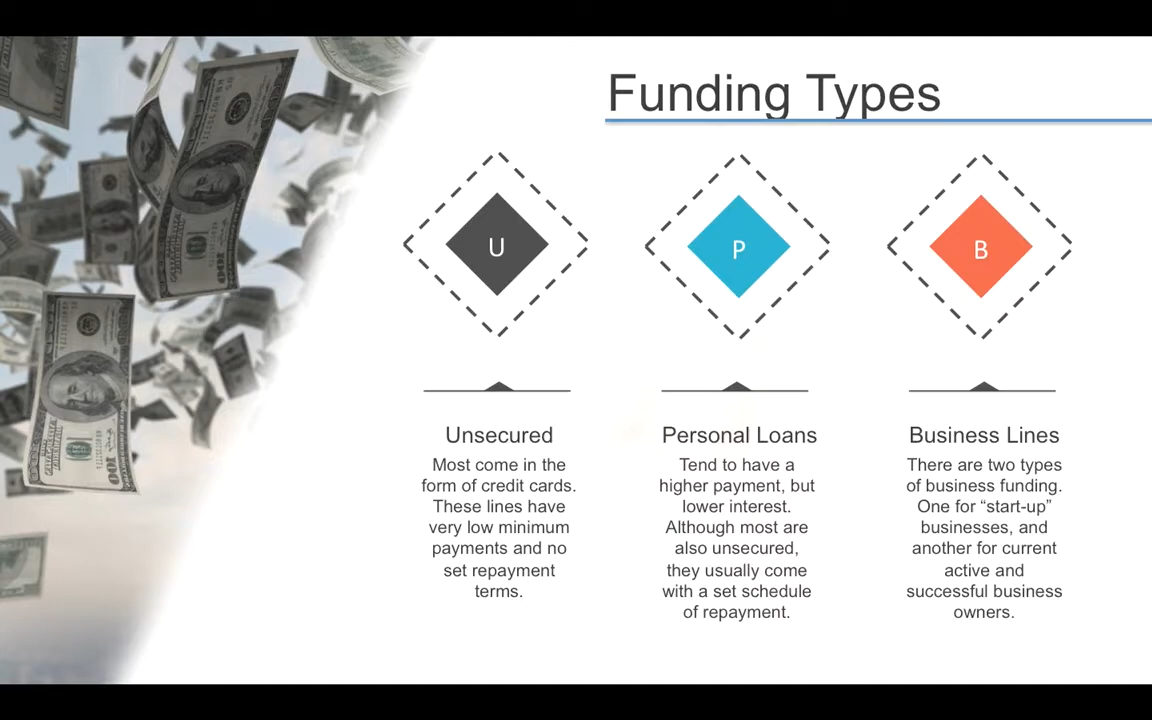 Funding Types
U
P
B
Unsecured
Most come in the
form of credit cards.
These lines have
very low minimum
payments and no
set repayment
terms.
Personal Loans
Tend to have a
higher payment, but
lower interest.
Although most are
also unsecured,
they usually come
with a set schedule
of repayment.
Business Lines
There are two types
of business funding.
One for “start-up”
businesses, and
another for current
active and
successful business
owners.
100
100